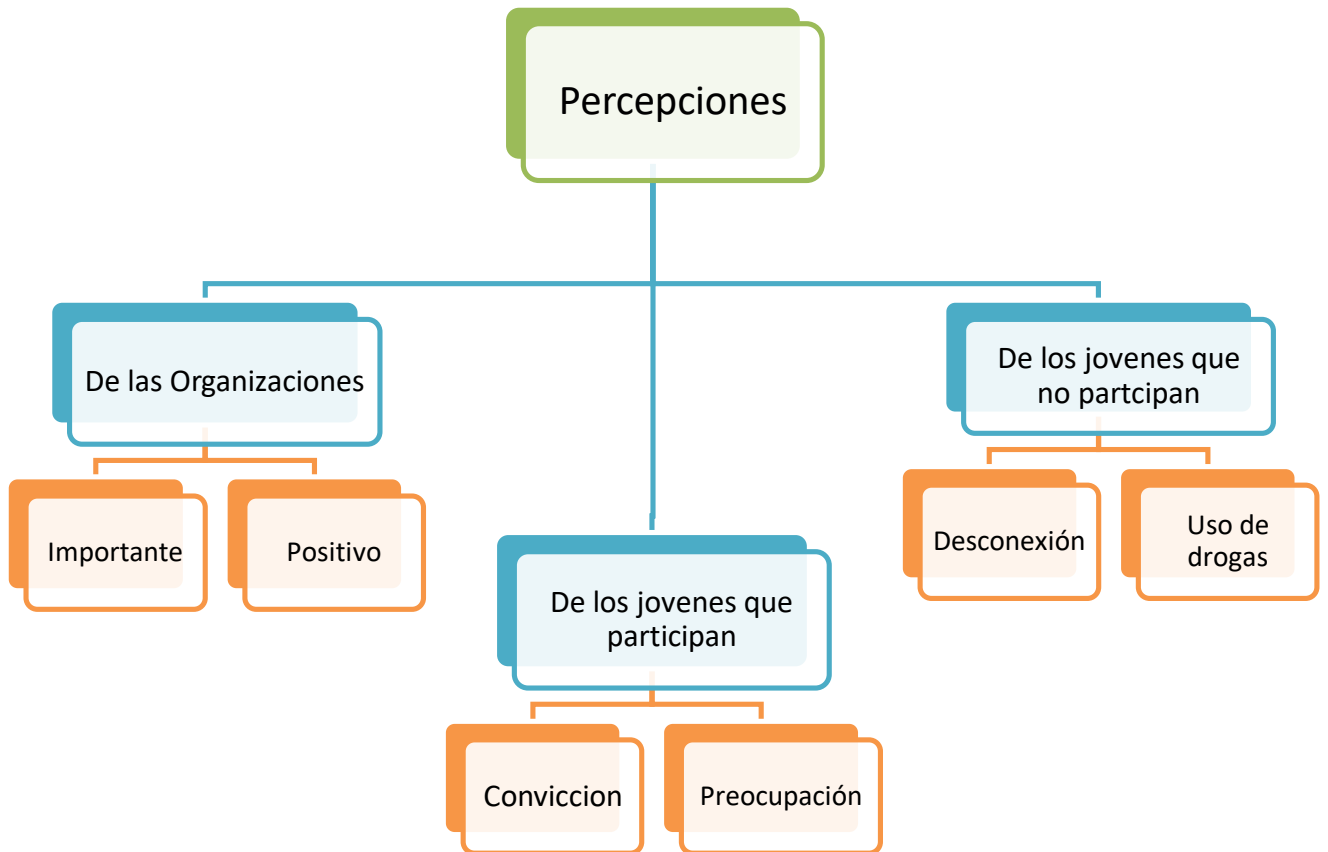 Percepciones
De las Organizaciones
De los jovenes que
no partcipan
Importante
Positivo
Desconexión
Uso de
drogas
De los jovenes que
participan
Conviccion
Preocupación